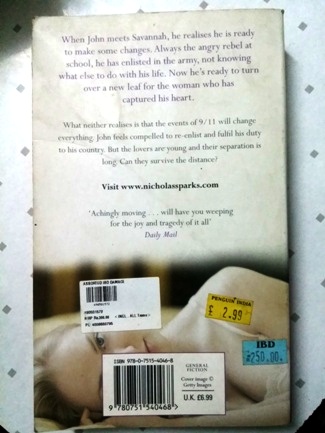 When John meets Savannah, he realises he is ready
to make some changes. Always the angry rebel at
school, he has enlisted in the army, not knowing
what else to do with his life. Now he's ready to turn
over a new leaf for the woman who has
captured his heart.
What neither realises is that the events of 9/11 will change
everything. John feels compelled to re-enlist and fulfil his duty
to his country. But the lovers are young and their separation is
long. Can they survive the distance?
Visit www.nicholassparks.com
'Achingly moving . . . will have you weeping
for the joy and tragedy of it all'
Daily Mail
PENGUIN INDIA
£ 2.99
IBD
250.00
ISBN 978-0-7515-4046-8
GENERAL
FICTION
Cover image ©
Getty Images
U.K. £6.99
9 780751 540468 >